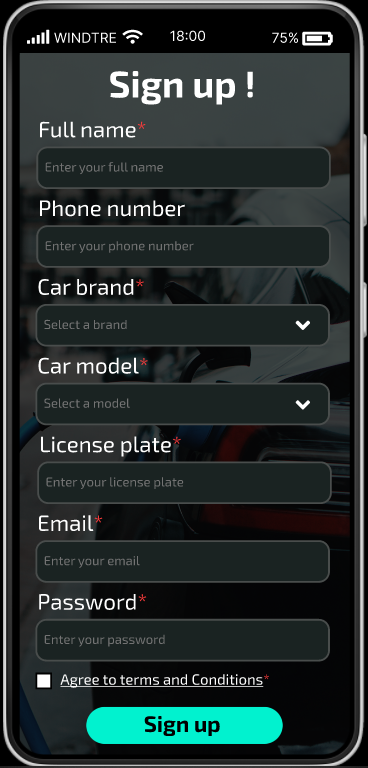 WINDTRE 18:00 75%
Sign up !
Full name*
Enter your full name
Phone number
Enter your phone number
Car brand*
Select a brand
Car model*
Select a model
License plate*
Enter your license plate
Email*
Enter your email
Password*
Enter your password
Agree to terms and Conditions*
Sign up